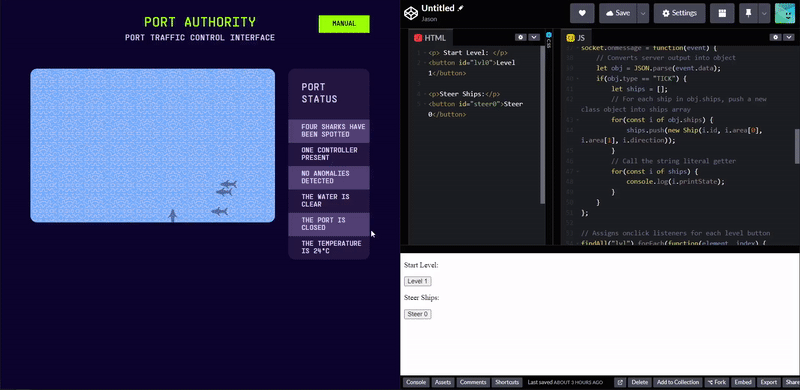 PORT AUTHORITY
PORT TRAFFIC CONTROL INTERFACE
MANUAL
PORT
STATUS
FOUR SHARKS HAVE
BEEN SPOTTED
ONE CONTROLLER
PRESENT
NO ANOMALIES
DETECTED
THE WATER IS
CLEAR
THE PORT IS
CLOSED
THE TEMPERATURE
IS 24°C
Untitled
Jason
Save
Settings
HTML
<p> Start Level: </p>
<button id="lvl0">Level
1</button>
<p>Steer Ships:</p>
<button id="steer0">Steer
0</button>
CSS
JS
socket.onmessage = function(event) {
// Converts server output into object
let obj = JSON.parse(event.data);
if(obj.type == "TICK") {
let ships = [];
// For each ship in obj.ships, push a new
class object into ships array
for(const i of obj.ships) {
ships.push(new Ship(i.id, i.area[0],
i.area[1], i.direction));
}
// Call the string literal getter
for(const i of ships) {
console.log(i.printState);
}
}
};
// Assigns onclick listeners for each level button
findAll("lvl").forEach(function(element, index) {
Start Level:
Level 1
Steer Ships:
Steer 0
Console
Assets
Comments
Shortcuts
Last saved ABOUT 3 HOURS AGO
Delete
Add to Collection
Fork
Embed
Export
Share